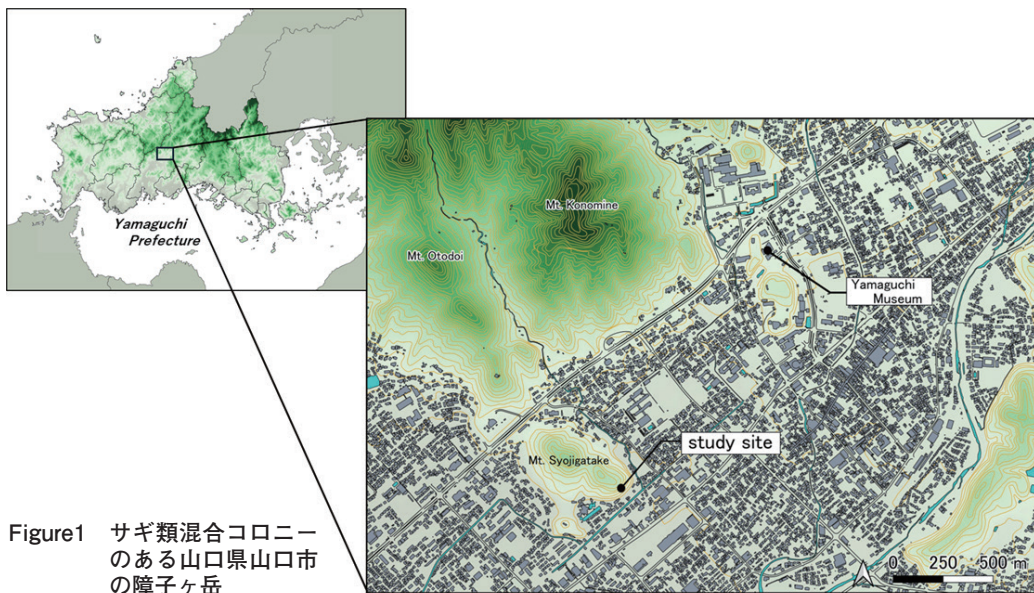 Yamaguchi
Prefecture
Mt. Konomine
Mt. Otodoi
Yamaguchi
Museum
study site
Mt. Syojigatake
0 250 500 m
Figure1 サギ類混合コロニー
のある山口県山口市
の障子ヶ岳